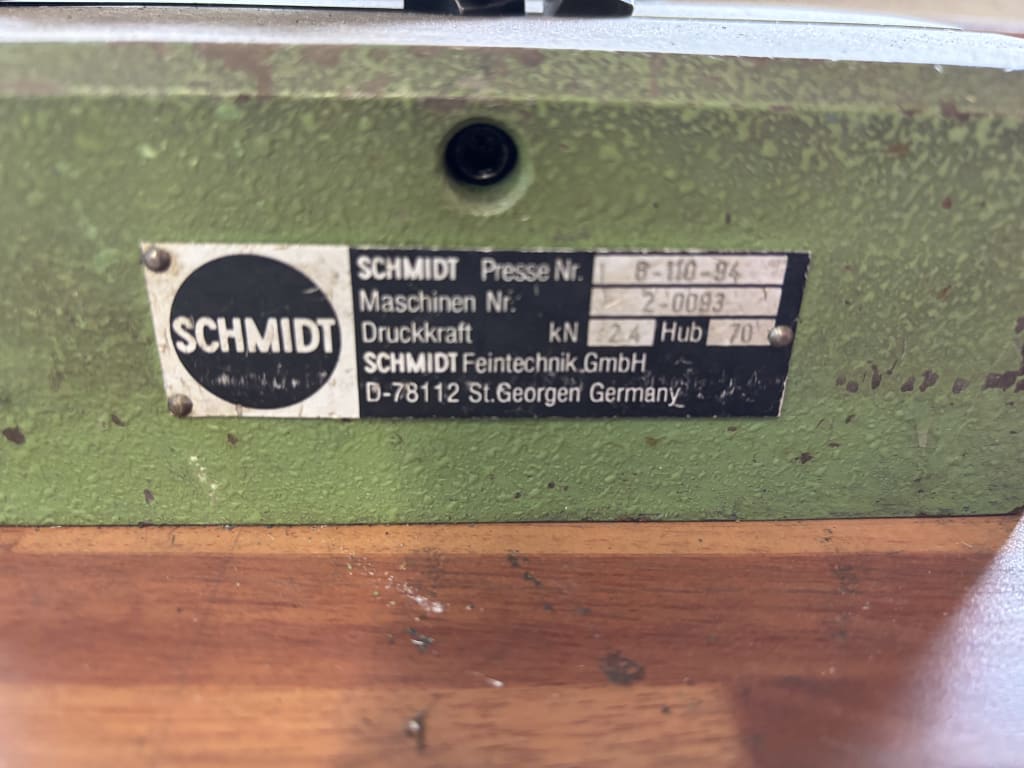 SCHMIDT
SCHMIDT Presse Nr. 8-110-94
Maschinen Nr. 2-0093
Druckkraft kN 2.4 Hub 70
SCHMIDT Feintechnik GmbH
D-78112 St.Georgen Germany